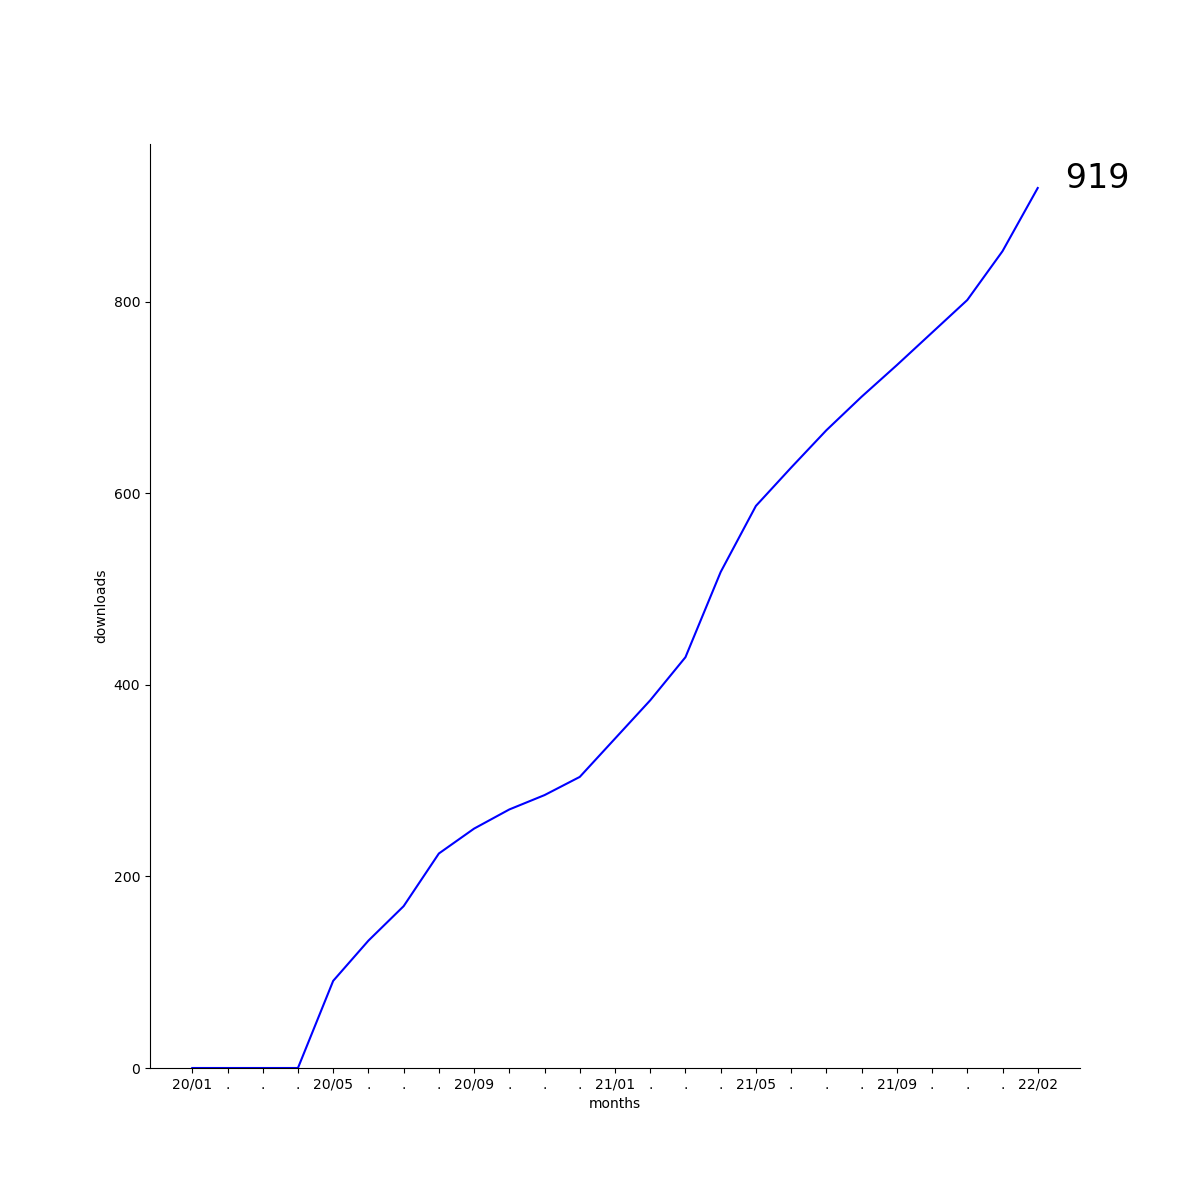 919
800
600
downloads
400
200
0
20/01 . . . 20/05 . . . 20/09 . . . 21/01 . . . 21/05 . . . 21/09 . . . 22/02
months